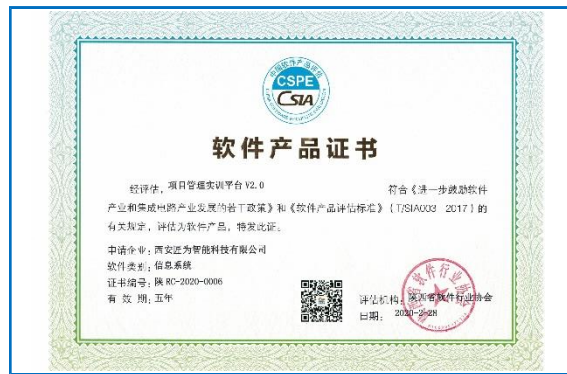 CSPE
CSIA
软件产品证书
经评估，项目管理实训平台 V2.0 符合《进一步鼓励软件
产业和集成电路产业发展的若干政策》和《软件产品评估标准》（T/SIA003 2017）的
有关规定，评估为软件产品，特发此证。
申请企业：西安匠为智能科技有限公司
软件类别：信息系统
证书编号：陕 RC-2020-0006
有 效 期：五年
评估机构：陕西省软件行业协会
日期： 2020-2-28